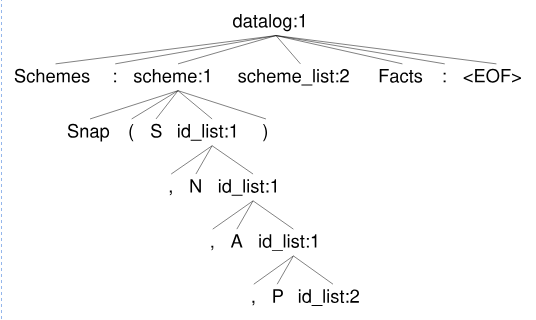 datalog:1
Schemes : scheme:1 scheme_list:2 Facts : <EOF>
Snap ( S id_list:1 )
, N id_list:1
, A id_list:1
, P id_list:2